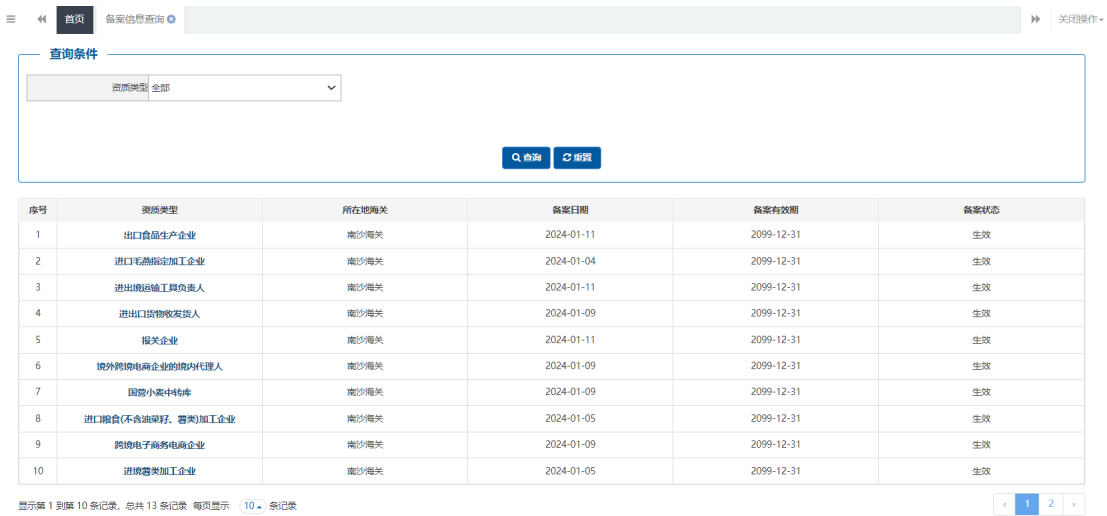 首页 备案信息查询 关闭操作
查询条件
资质类型 全部
查询 重置
序号 资质类型 所在地海关 备案日期 备案有效期 备案状态
1 出口食品生产企业 南沙海关 2024-01-11 2099-12-31 生效
2 进口毛燕指定加工企业 南沙海关 2024-01-04 2099-12-31 生效
3 进出境运输工具负责人 南沙海关 2024-01-11 2099-12-31 生效
4 进出口货物收发货人 南沙海关 2024-01-09 2099-12-31 生效
5 报关企业 南沙海关 2024-01-11 2099-12-31 生效
6 境外跨境电商企业的境内代理人 南沙海关 2024-01-09 2099-12-31 生效
7 国营小麦中转库 南沙海关 2024-01-09 2099-12-31 生效
8 进口粮食(不含油菜籽、薯类)加工企业 南沙海关 2024-01-05 2099-12-31 生效
9 跨境电子商务电商企业 南沙海关 2024-01-09 2099-12-31 生效
10 进境薯类加工企业 南沙海关 2024-01-05 2099-12-31 生效
显示第 1 到第 10 条记录，总共 13 条记录 每页显示 10 条记录 ‹ 1 2 ›